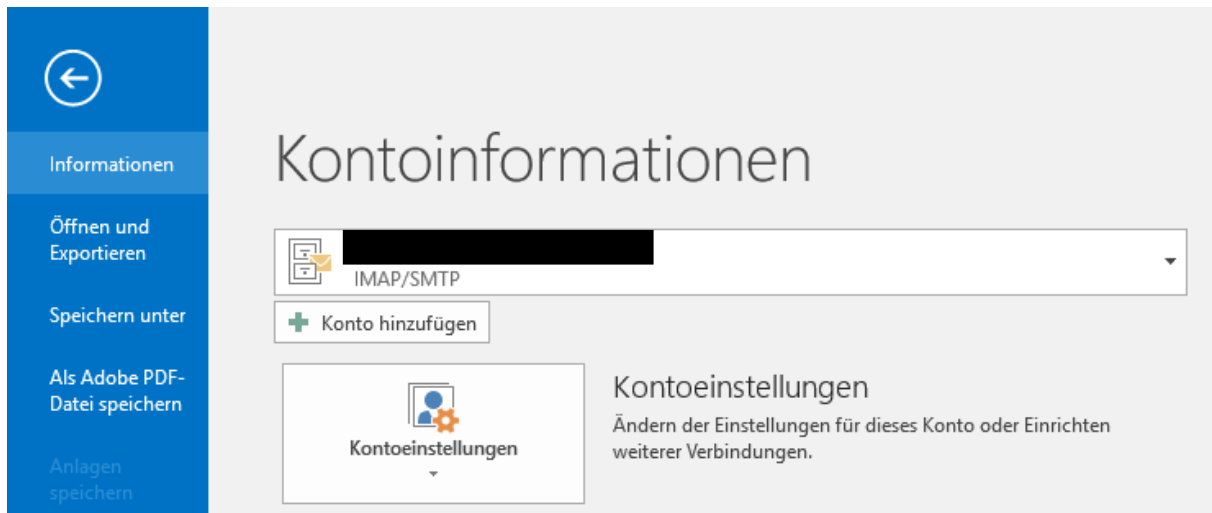 Informationen
Öffnen und
Exportieren
Speichern unter
Als Adobe PDF-
Datei speichern
Anlagen
speichern
Kontoinformationen
IMAP/SMTP
Konto hinzufügen
Kontoeinstellungen
Kontoeinstellungen
Ändern der Einstellungen für dieses Konto oder Einrichten
weiterer Verbindungen.